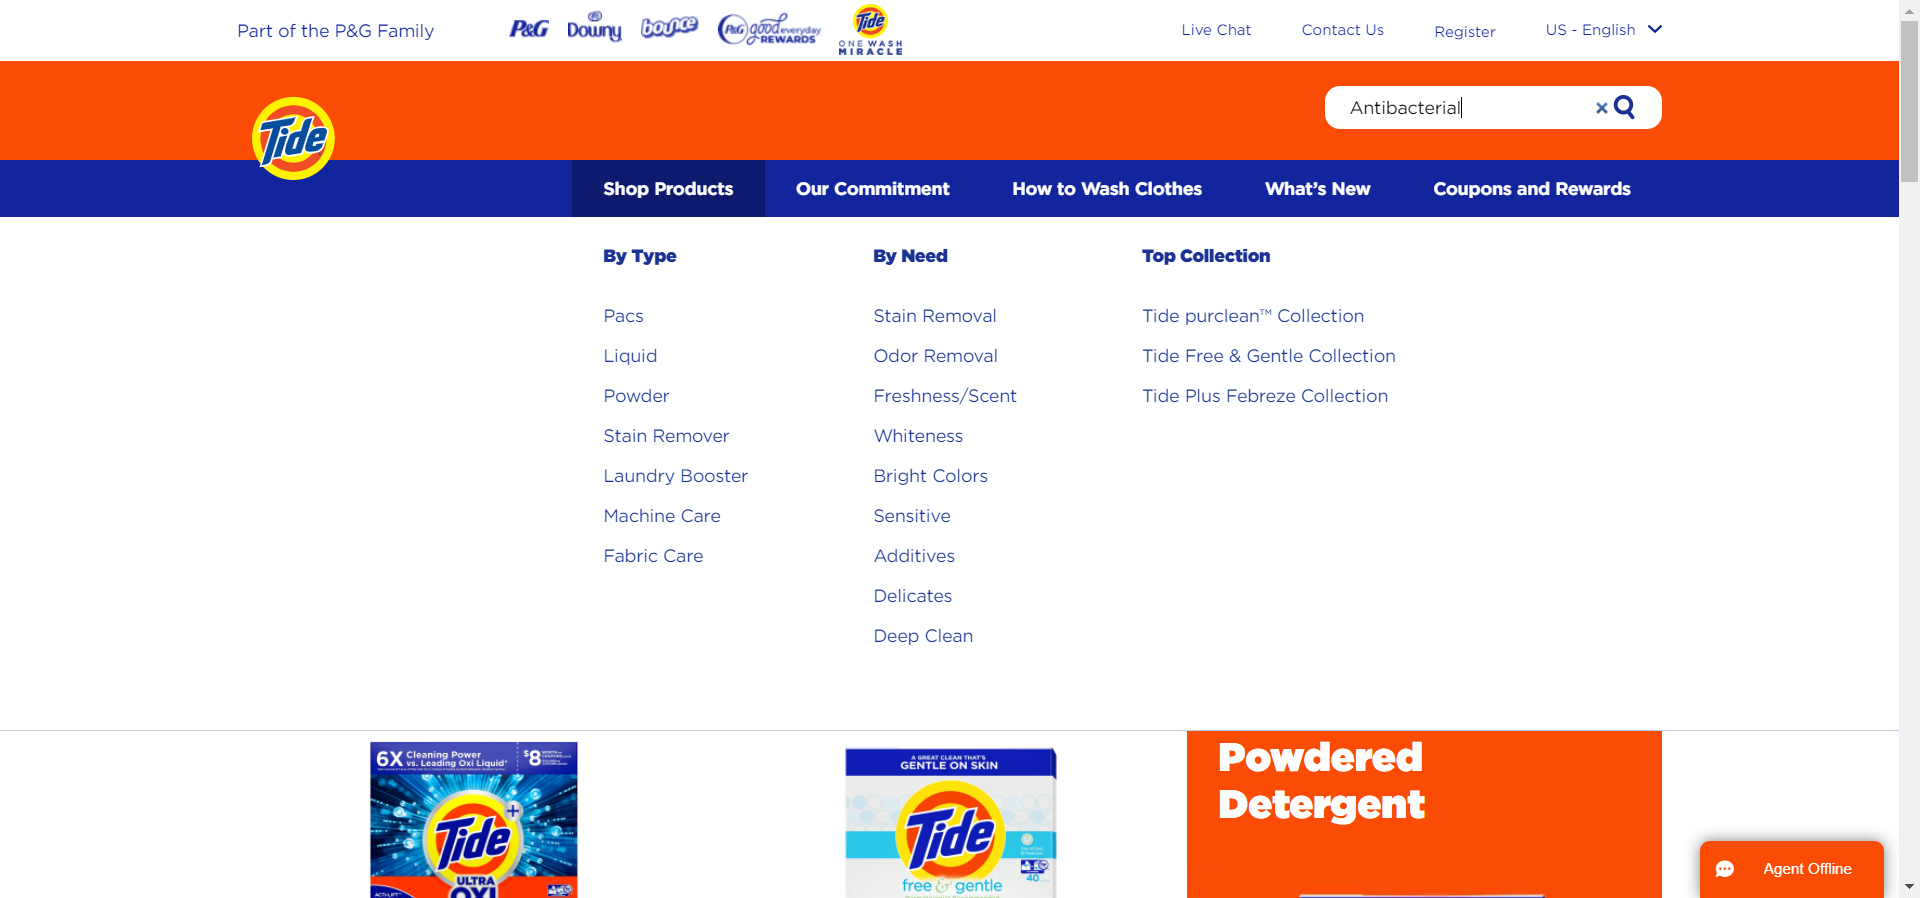 Part of the P&G Family
P&G
Downy
bounce
P&G good everyday
REWARDS
Tide
ONE WASH
MIRACLE
Live Chat
Contact Us
Register
US - English
Tide
Antibacterial
Shop Products
Our Commitment
How to Wash Clothes
What's New
Coupons and Rewards
By Type
Pacs
Liquid
Powder
Stain Remover
Laundry Booster
Machine Care
Fabric Care
By Need
Stain Removal
Odor Removal
Freshness/Scent
Whiteness
Bright Colors
Sensitive
Additives
Delicates
Deep Clean
Top Collection
Tide purclean™ Collection
Tide Free & Gentle Collection
Tide Plus Febreze Collection
6X Cleaning Power
vs. Leading Oxi Liquid*
$8
Tide
+
ULTRA
OXI
ACTI-LIFT™
A GREAT CLEAN THAT'S
GENTLE ON SKIN
Tide
free & gentle
40
Powdered
Detergent
Agent Offline